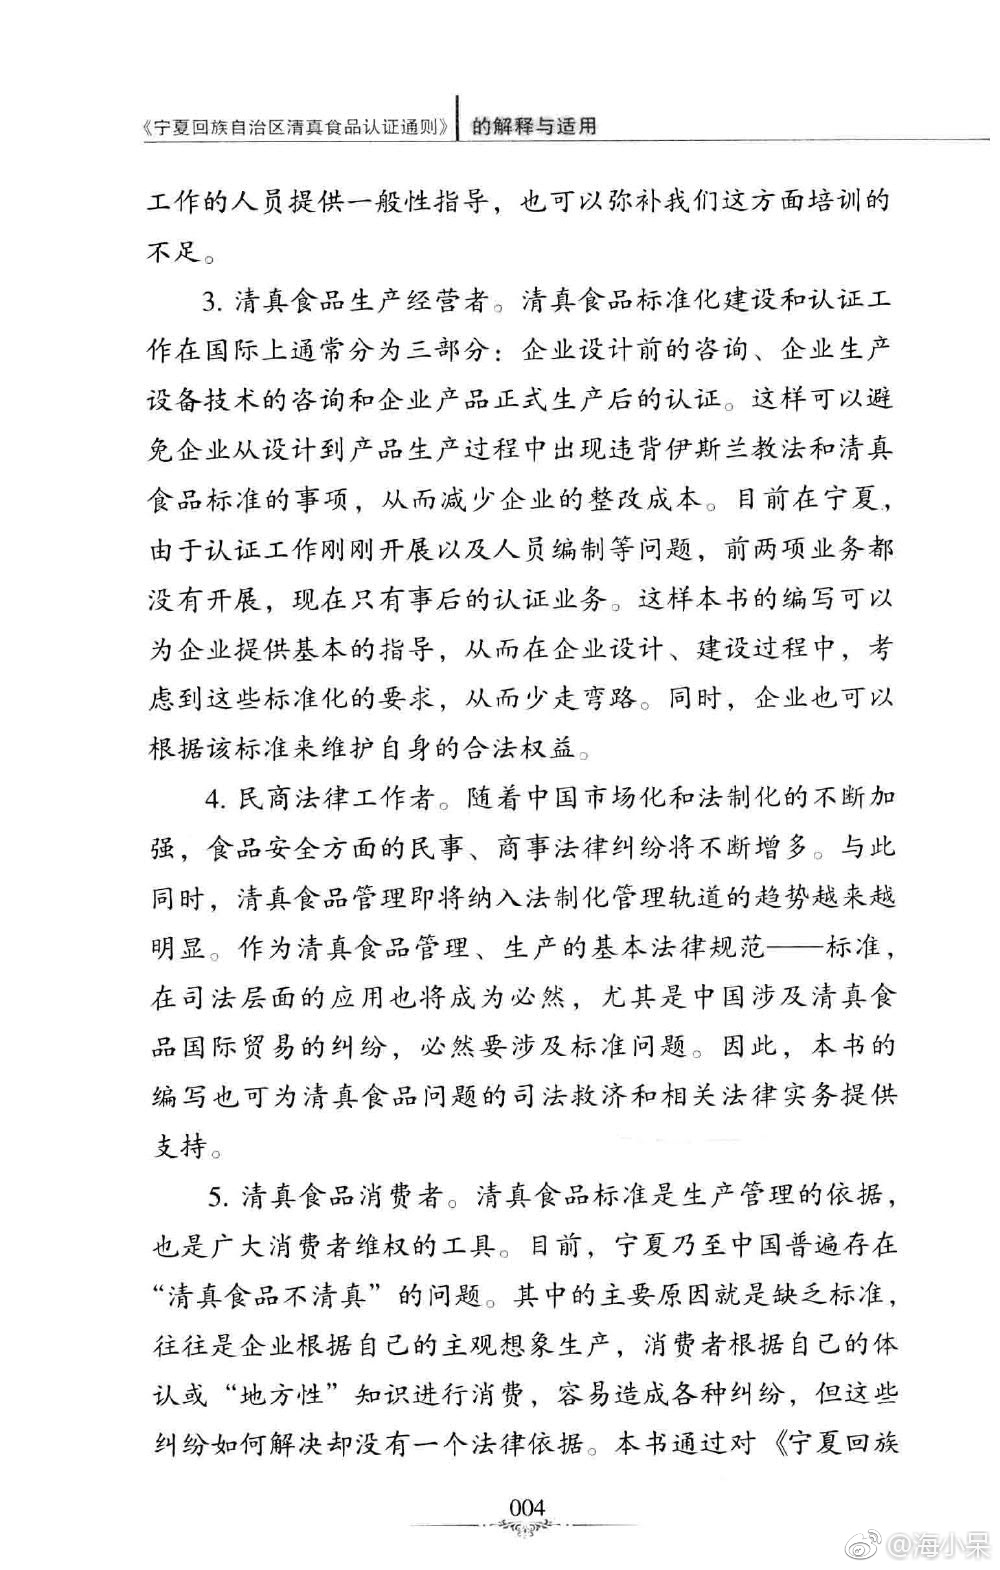 《宁夏回族自治区清真食品认证通则》 的解释与适用
工作的人员提供一般性指导，也可以弥补我们这方面培训的
不足。
3. 清真食品生产经营者。清真食品标准化建设和认证工
作在国际上通常分为三部分：企业设计前的咨询、企业生产
设备技术的咨询和企业产品正式生产后的认证。这样可以避
免企业从设计到产品生产过程中出现违背伊斯兰教法和清真
食品标准的事项，从而减少企业的整改成本。目前在宁夏，
由于认证工作刚刚开展以及人员编制等问题，前两项业务都
没有开展，现在只有事后的认证业务。这样本书的编写可以
为企业提供基本的指导，从而在企业设计、建设过程中，考
虑到这些标准化的要求，从而少走弯路。同时，企业也可以
根据该标准来维护自身的合法权益。
4. 民商法律工作者。随着中国市场化和法制化的不断加
强，食品安全方面的民事、商事法律纠纷将不断增多。与此
同时，清真食品管理即将纳入法制化管理轨道的趋势越来越
明显。作为清真食品管理、生产的基本法律规范——标准，
在司法层面的应用也将成为必然，尤其是中国涉及清真食
品国际贸易的纠纷，必然要涉及标准问题。因此，本书的
编写也可为清真食品问题的司法救济和相关法律实务提供
支持。
5. 清真食品消费者。清真食品标准是生产管理的依据，
也是广大消费者维权的工具。目前，宁夏乃至中国普遍存在
“清真食品不清真”的问题。其中的主要原因就是缺乏标准，
往往是企业根据自己的主观想象生产，消费者根据自己的体
认或“地方性”知识进行消费，容易造成各种纠纷，但这些
纠纷如何解决却没有一个法律依据。本书通过对《宁夏回族
004
@海小呆